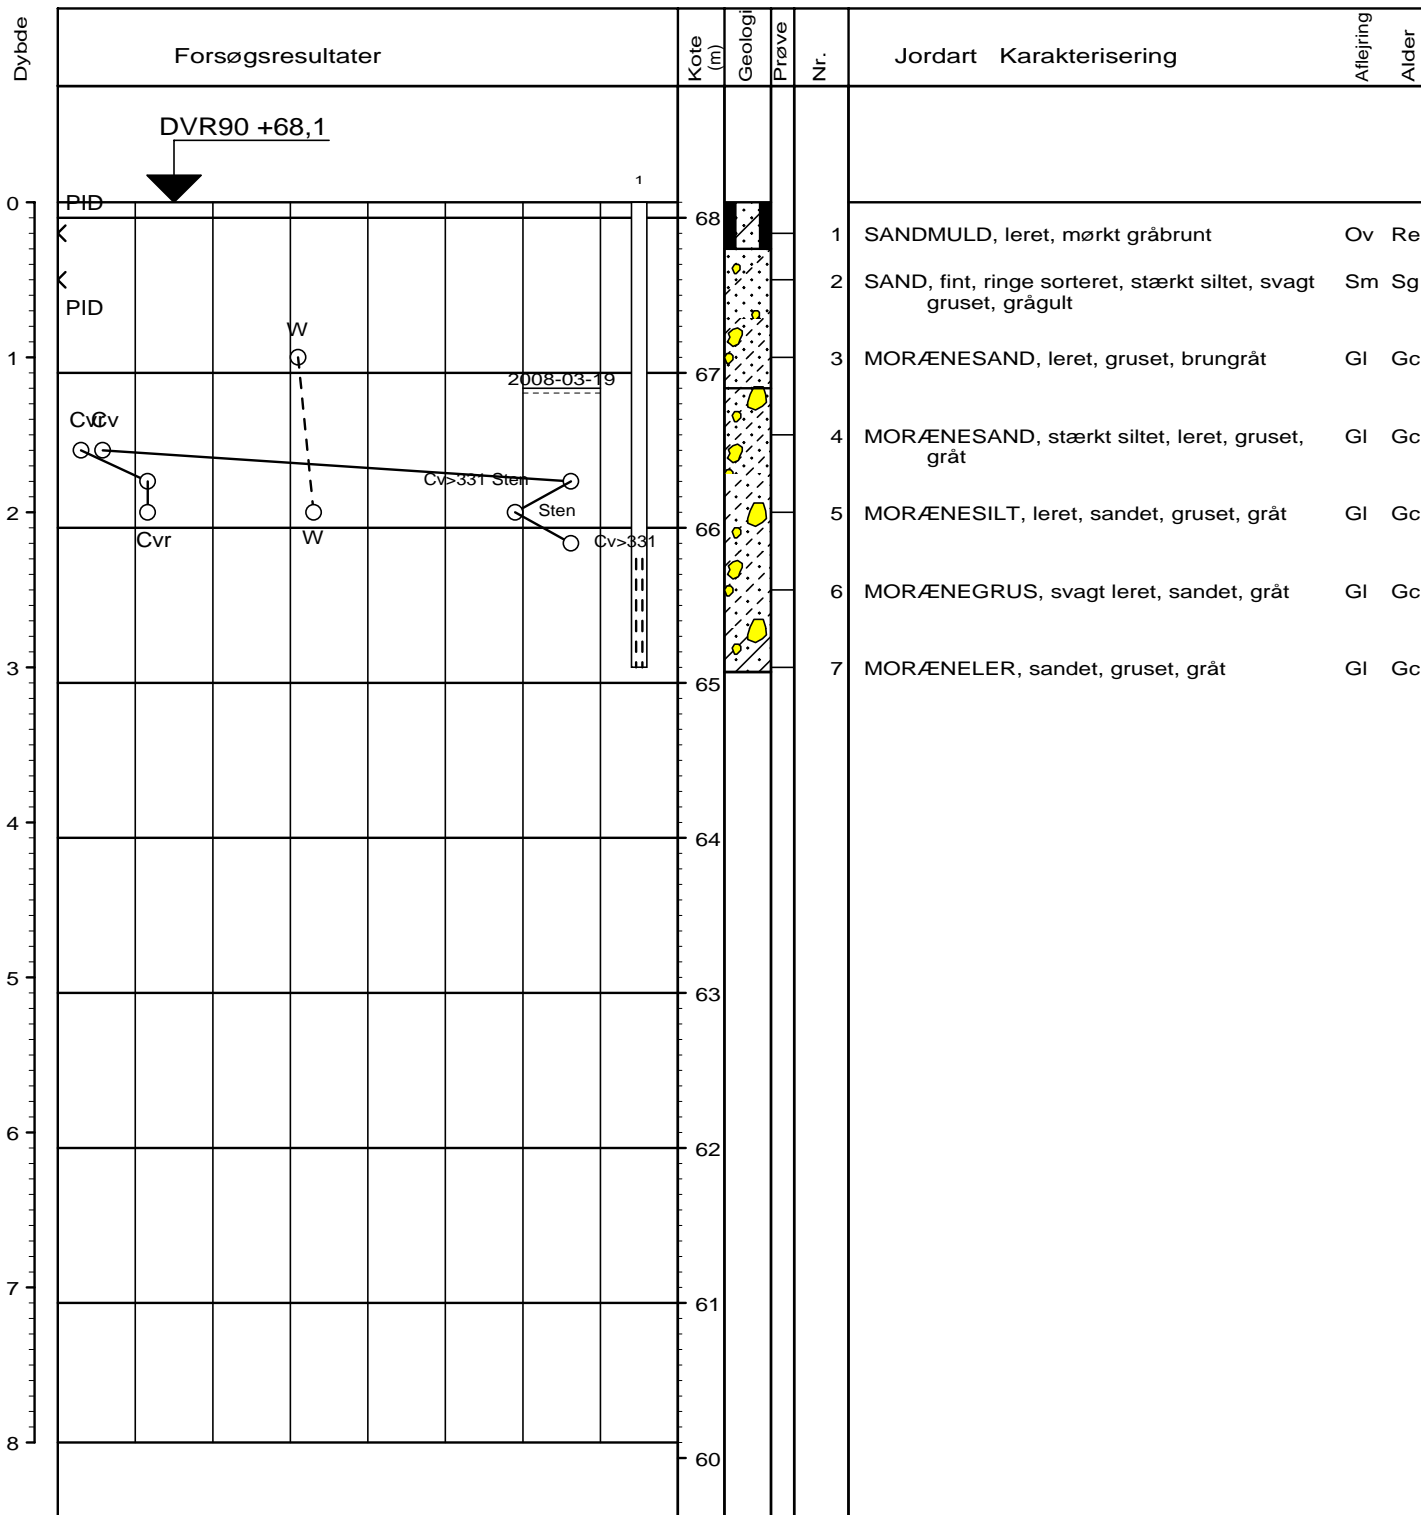 Dybde
Forsøgsresultater
Kote
(m)
Geologi
Prøve
Nr.
Jordart Karakterisering
Aflejring
Alder
DVR90 +68,1
1
0
PID
68
1 SANDMULD, leret, mørkt gråbrunt Ov Re
2 SAND, fint, ringe sorteret, stærkt siltet, svagt Sm Sg
gruset, grågult
PID
W
1
3 MORÆNESAND, leret, gruset, brungråt Gl Gc
67
2008-03-19
Cvr Cv
4 MORÆNESAND, stærkt siltet, leret, gruset, Gl Gc
gråt
Cv>331 Sten
2
Sten
5 MORÆNESILT, leret, sandet, gruset, gråt Gl Gc
66
Cvr
W
Cv>331
6 MORÆNEGRUS, svagt leret, sandet, gråt Gl Gc
3
7 MORÆNELER, sandet, gruset, gråt Gl Gc
65
4
64
5
63
6
62
7
61
8
60